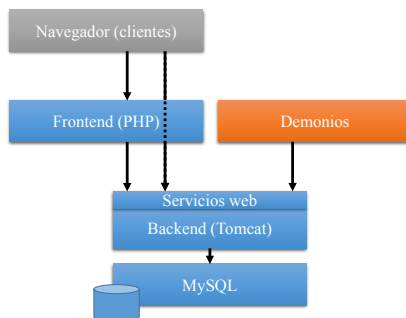 Navegador (clientes)
Frontend (PHP)
Demonios
Servicios web
Backend (Tomcat)
MySQL